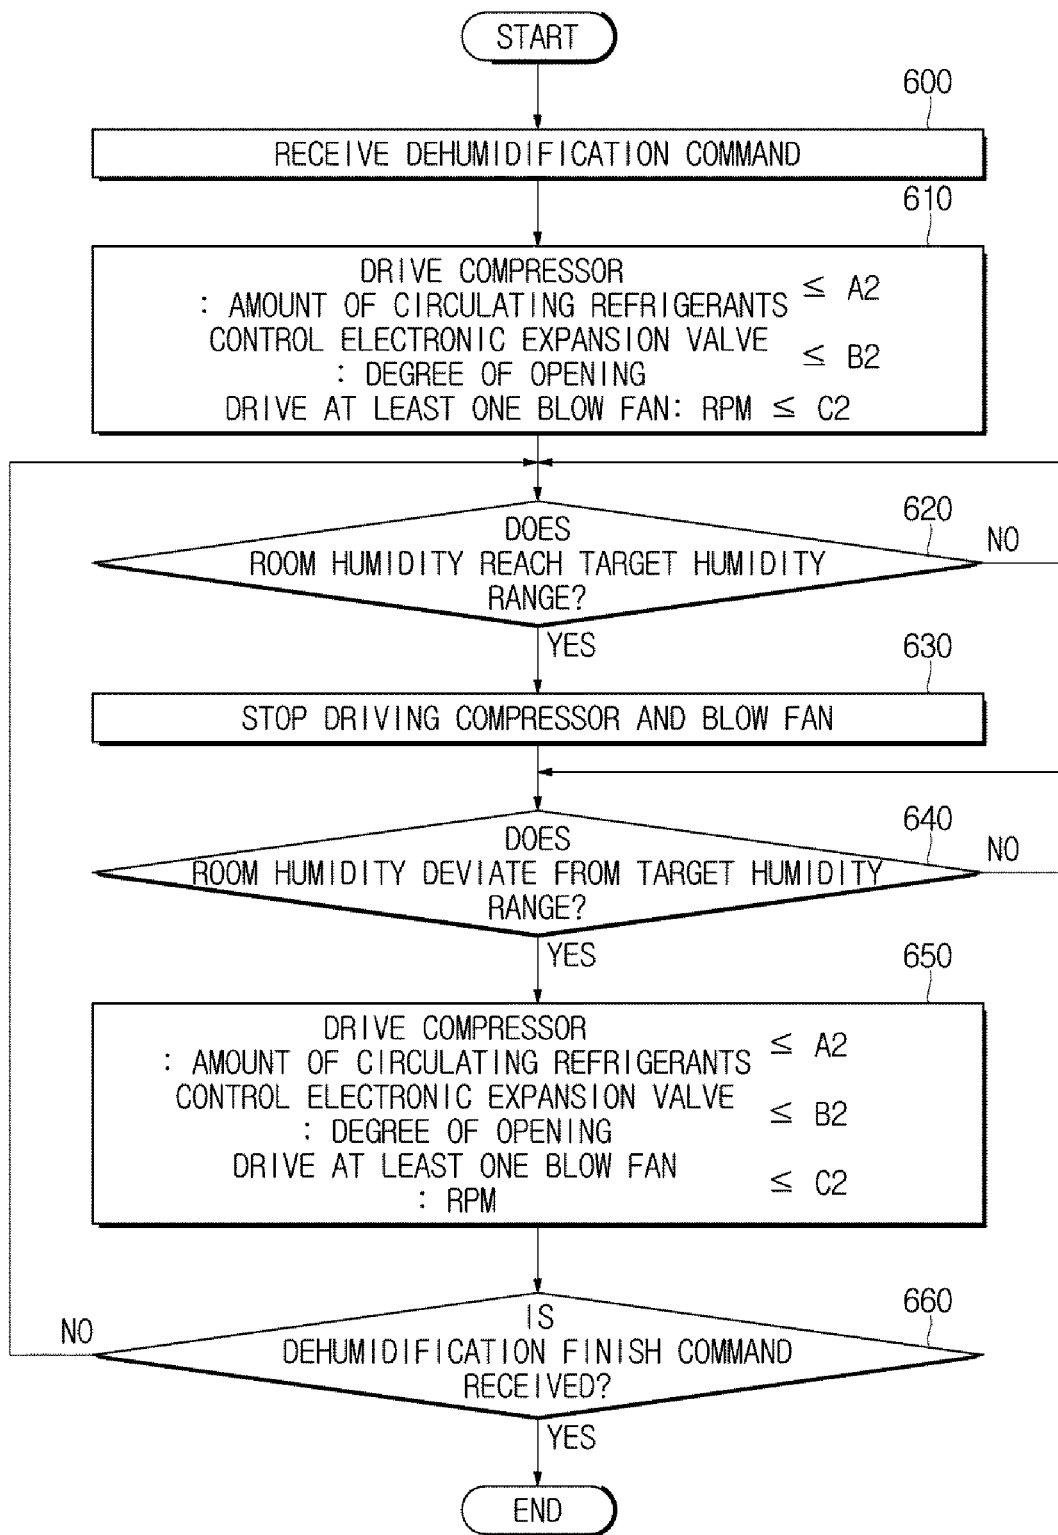 START
600
RECEIVE DEHUMIDIFICATION COMMAND
610
DRIVE COMPRESSOR
: AMOUNT OF CIRCULATING REFRIGERANTS ≤ A2
CONTROL ELECTRONIC EXPANSION VALVE
: DEGREE OF OPENING ≤ B2
DRIVE AT LEAST ONE BLOW FAN: RPM ≤ C2
620
DOES
ROOM HUMIDITY REACH TARGET HUMIDITY
RANGE?
NO
YES
630
STOP DRIVING COMPRESSOR AND BLOW FAN
640
DOES
ROOM HUMIDITY DEVIATE FROM TARGET HUMIDITY
RANGE?
NO
YES
650
DRIVE COMPRESSOR
: AMOUNT OF CIRCULATING REFRIGERANTS ≤ A2
CONTROL ELECTRONIC EXPANSION VALVE
: DEGREE OF OPENING ≤ B2
DRIVE AT LEAST ONE BLOW FAN
: RPM ≤ C2
660
IS
DEHUMIDIFICATION FINISH COMMAND
RECEIVED?
NO
YES
END